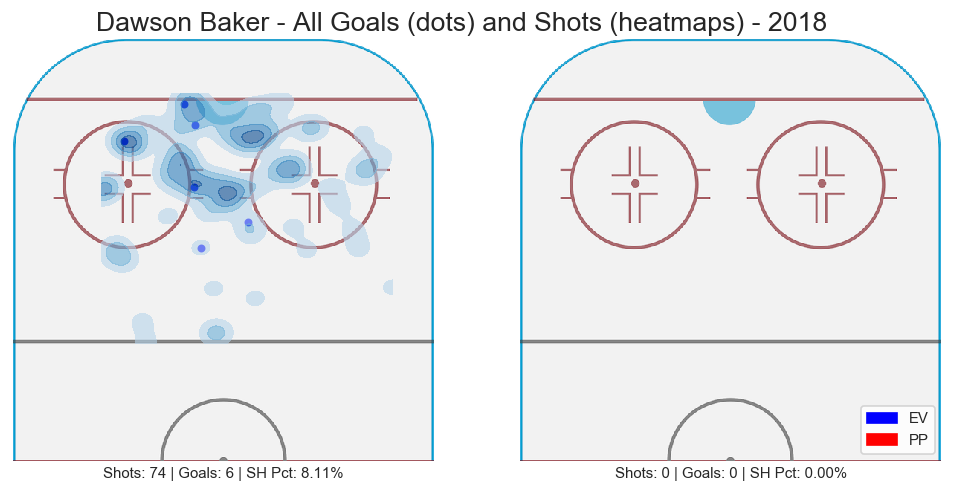 Dawson Baker - All Goals (dots) and Shots (heatmaps) - 2018
EV
PP
Shots: 74 | Goals: 6 | SH Pct: 8.11%
Shots: 0 | Goals: 0 | SH Pct: 0.00%